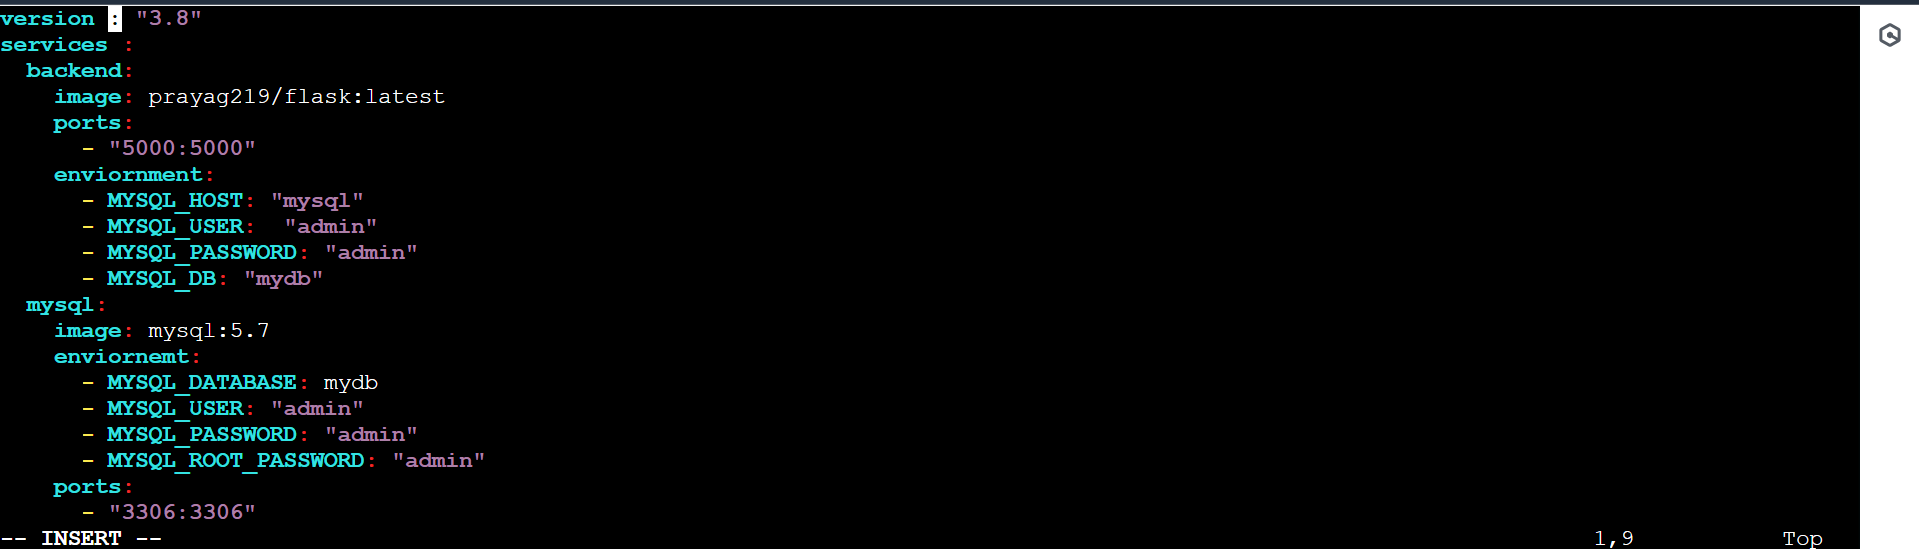 version : "3.8"
services :
  backend:
    image: prayag219/flask:latest
    ports:
      - "5000:5000"
    enviornment:
      - MYSQL_HOST: "mysql"
      - MYSQL_USER:  "admin"
      - MYSQL_PASSWORD: "admin"
      - MYSQL_DB: "mydb"
  mysql:
    image: mysql:5.7
    enviornemt:
      - MYSQL_DATABASE: mydb
      - MYSQL_USER: "admin"
      - MYSQL_PASSWORD: "admin"
      - MYSQL_ROOT_PASSWORD: "admin"
    ports:
      - "3306:3306"
-- INSERT -- 1,9 Top